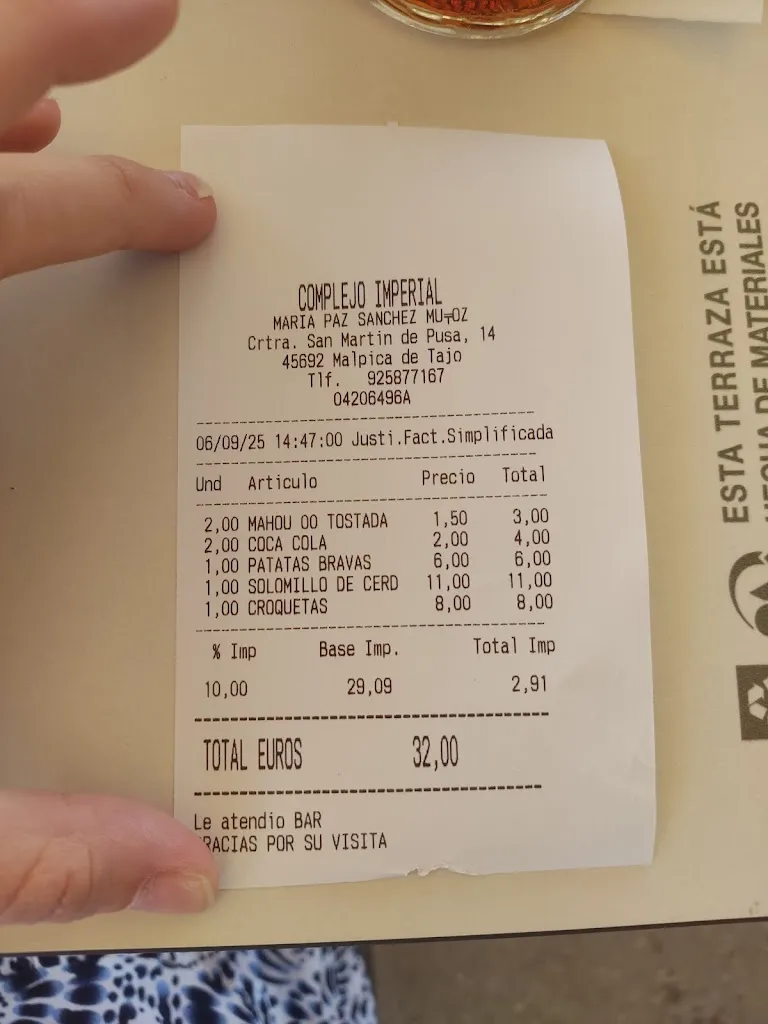 COMPLEJO IMPERIAL
MARIA PAZ SANCHEZ MU╤OZ
Crtra. San Martin de Pusa, 14
45692 Malpica de Tajo
Tlf. 925877167
04206496A
06/09/25 14:47:00 Justi.Fact.Simplificada
Und Articulo Precio Total
2,00 MAHOU OO TOSTADA 1,50 3,00
2,00 COCA COLA 2,00 4,00
1,00 PATATAS BRAVAS 6,00 6,00
1,00 SOLOMILLO DE CERD 11,00 11,00
1,00 CROQUETAS 8,00 8,00
% Imp Base Imp. Total Imp
10,00 29,09 2,91
TOTAL EUROS 32,00
Le atendio BAR
GRACIAS POR SU VISITA
ESTA TERRAZA ESTÁ
HECHA DE MATERIALES